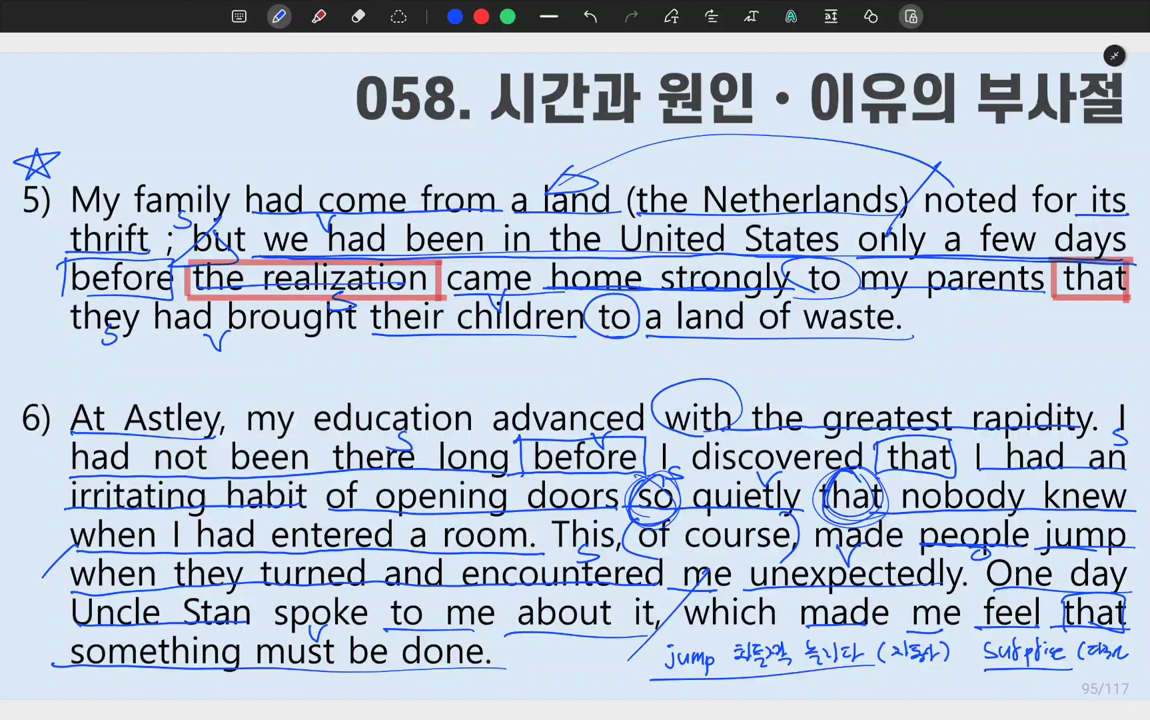 058. 시간과 원인・이유의 부사절
5) My family had come from a land (the Netherlands) noted for its
thrift ; but we had been in the United States only a few days
before the realization came home strongly to my parents that
they had brought their children to a land of waste.
6) At Astley, my education advanced with the greatest rapidity. I
had not been there long before I discovered that I had an
irritating habit of opening doors so quietly that nobody knew
when I had entered a room. This, of course, made people jump
when they turned and encountered me unexpectedly. One day
Uncle Stan spoke to me about it, which made me feel that
something must be done.
jump 화들짝 놀라다 (자동사) surprise
95/117